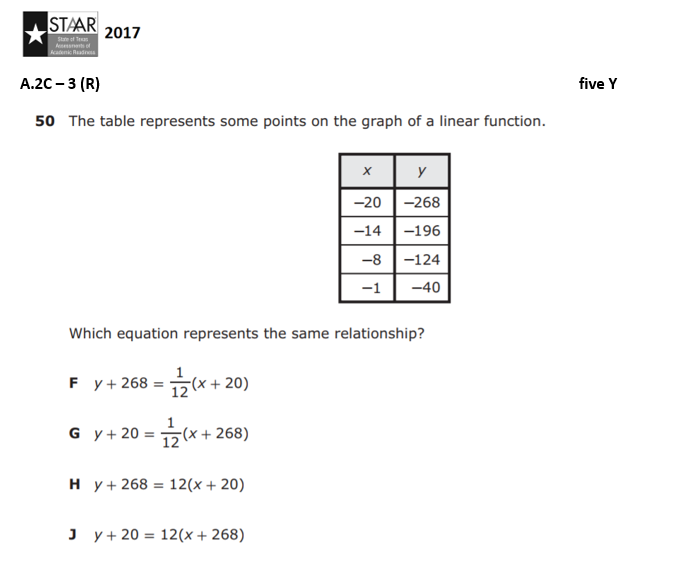 STAAR
State of Texas
Assessments of
Academic Readiness
2017
A.2C – 3 (R) five Y
50 The table represents some points on the graph of a linear function.
x y
−20 −268
−14 −196
−8 −124
−1 −40
Which equation represents the same relationship?
F y + 268 = 1/12(x + 20)
G y + 20 = 1/12(x + 268)
H y + 268 = 12(x + 20)
J y + 20 = 12(x + 268)